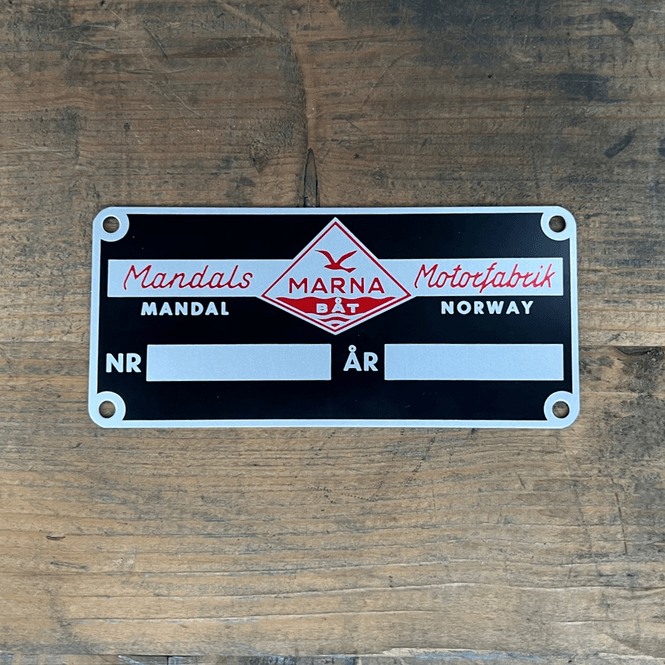 Mandals MARNA Motorfabrik
MANDAL BÅT NORWAY
NR ÅR